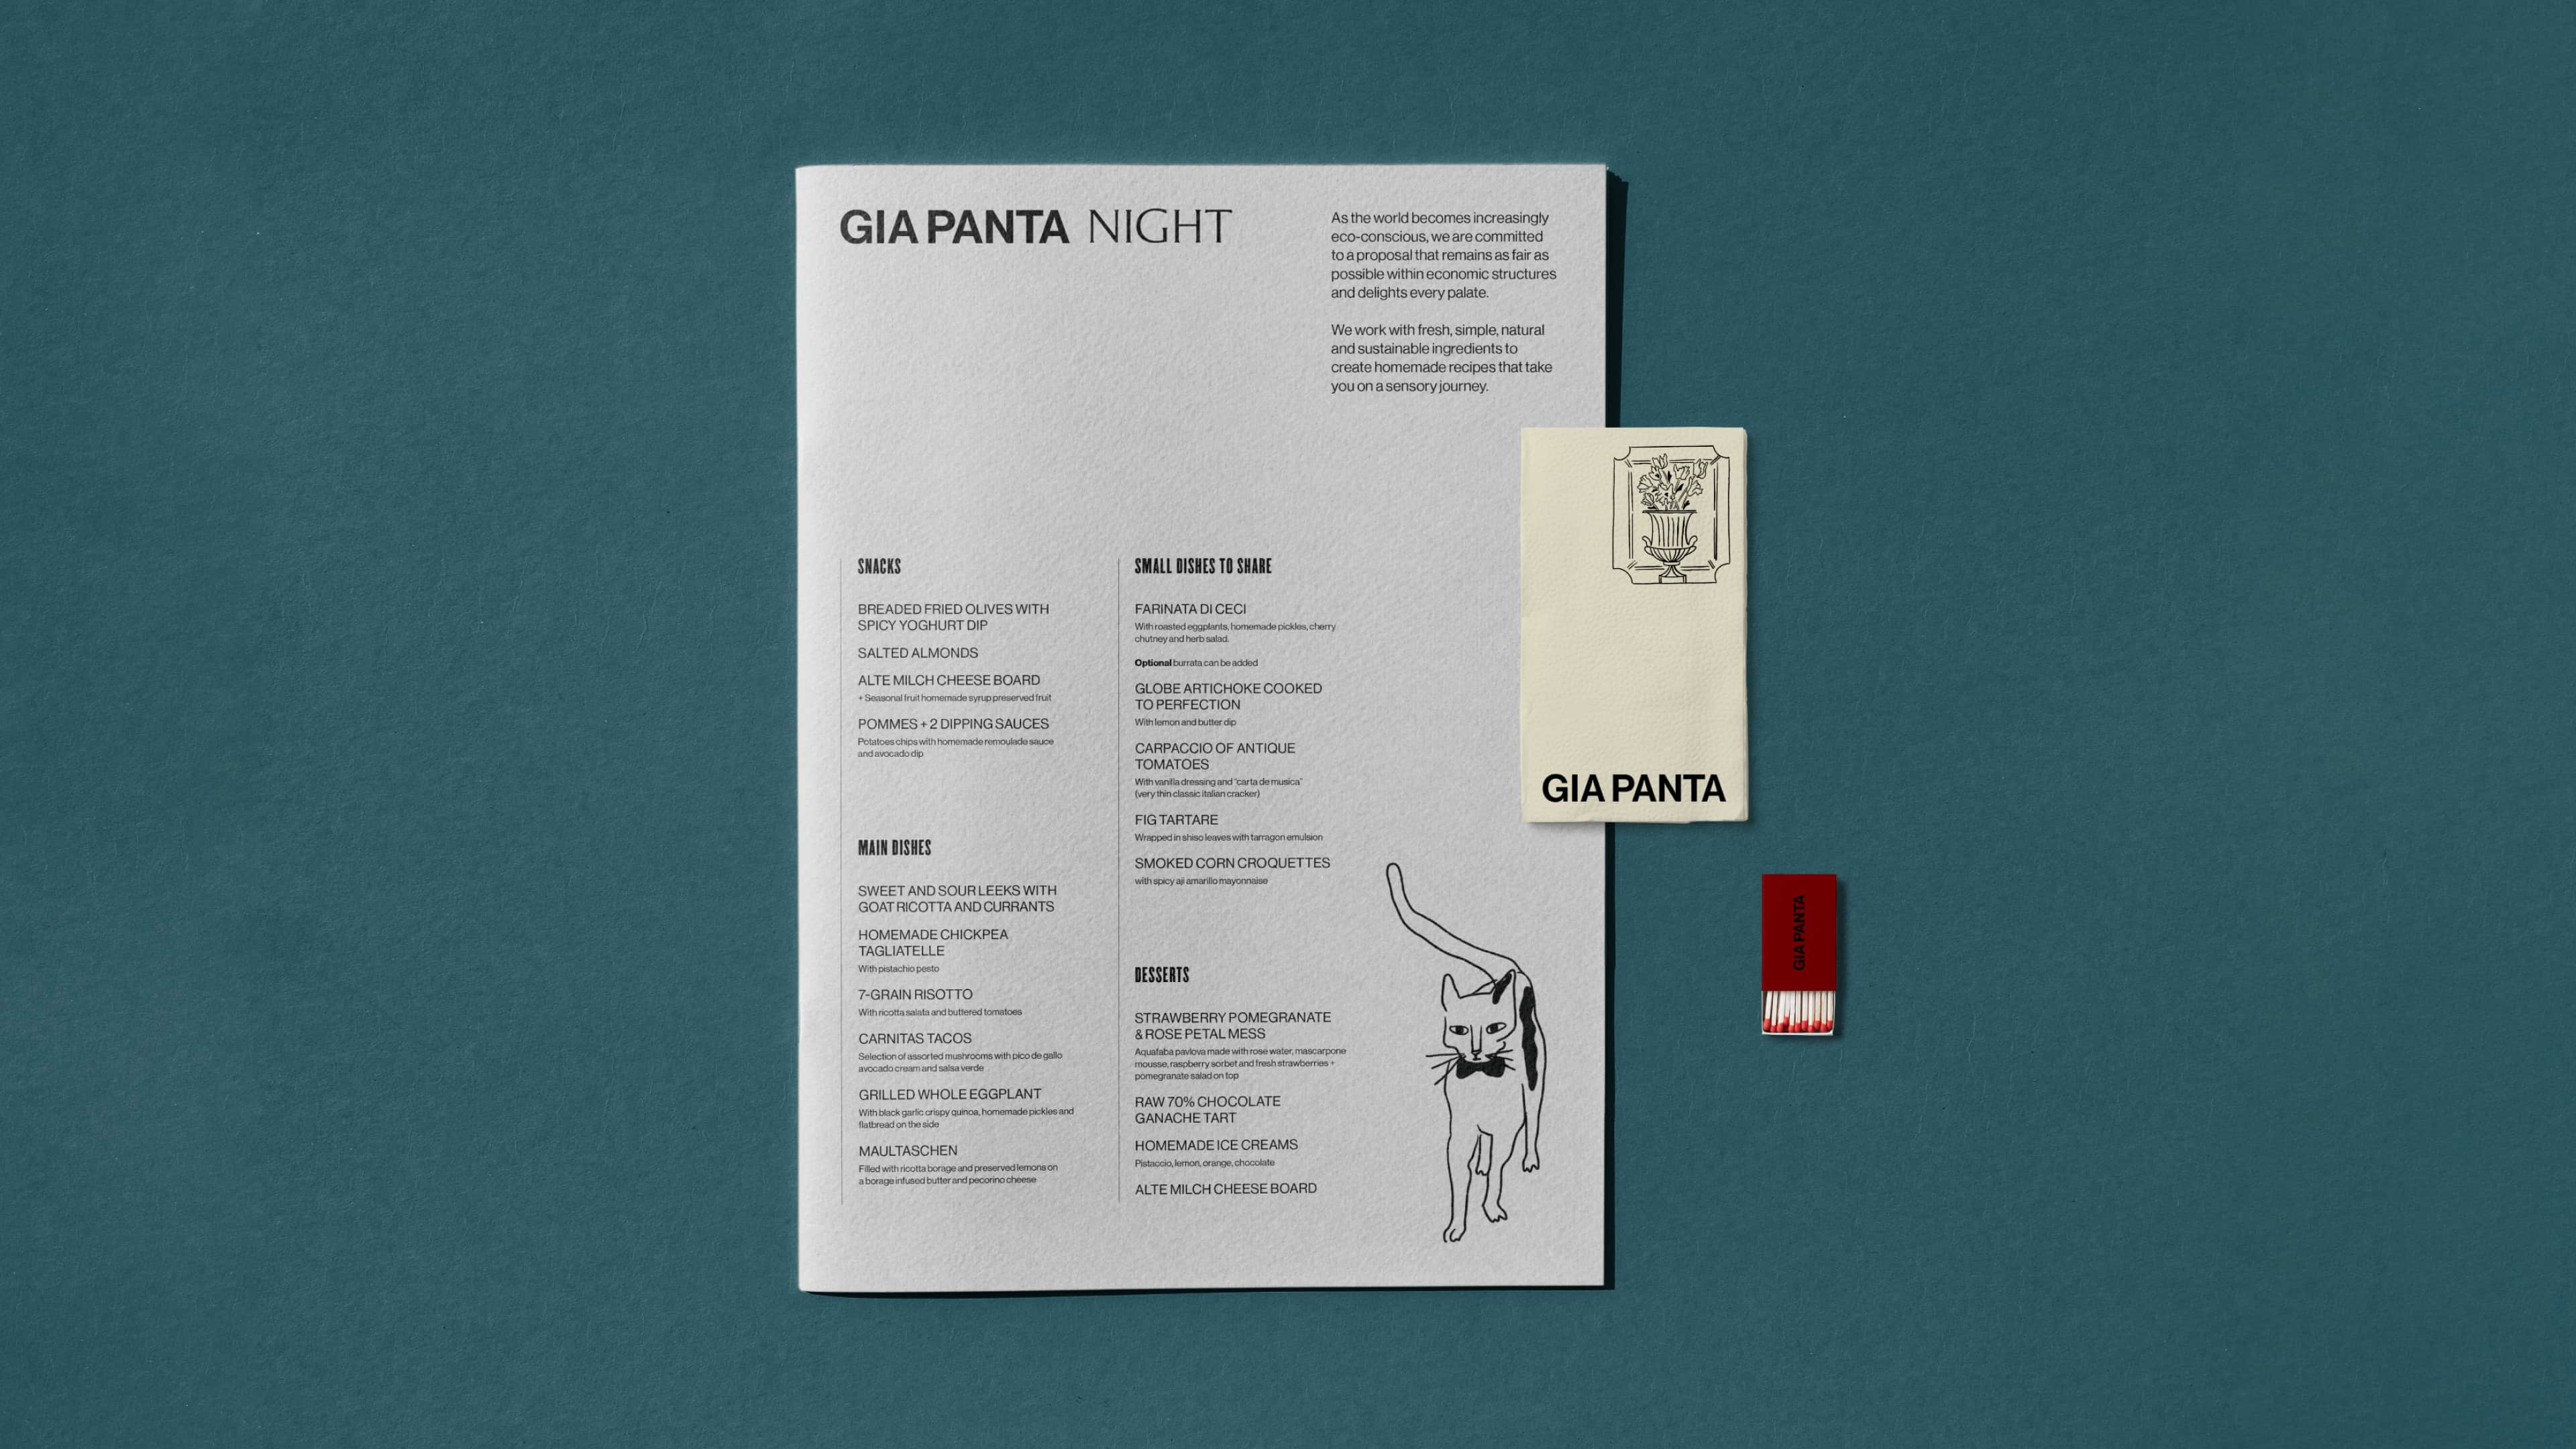 GIA PANTA NIGHT
As the world becomes increasingly
eco-conscious, we are committed
to a proposal that remains as fair as
possible within economic structures
and delights every palate.
We work with fresh, simple, natural
and sustainable ingredients to
create homemade recipes that take
you on a sensory journey.
SNACKS
BREADED FRIED OLIVES WITH
SPICY YOGHURT DIP
SALTED ALMONDS
ALTE MILCH CHEESE BOARD
+ Seasonal fruit homemade syrup preserved fruit
POMMES + 2 DIPPING SAUCES
Potatoes chips with homemade remoulade sauce
and avocado dip
MAIN DISHES
SWEET AND SOUR LEEKS WITH
GOAT RICOTTA AND CURRANTS
HOMEMADE CHICKPEA
TAGLIATELLE
With pistachio pesto
7-GRAIN RISOTTO
With ricotta salata and buttered tomatoes
CARNITAS TACOS
Selection of assorted mushrooms with pico de gallo
avocado cream and salsa verde
GRILLED WHOLE EGGPLANT
With black garlic crispy quinoa, homemade pickles and
flatbread on the side
MAULTASCHEN
Filled with ricotta borage and preserved lemons on
a borage infused butter and pecorino cheese
SMALL DISHES TO SHARE
FARINATA DI CECI
With roasted eggplants, homemade pickles, cherry
chutney and herb salad.
Optional burrata can be added
GLOBE ARTICHOKE COOKED
TO PERFECTION
With lemon and butter dip
CARPACCIO OF ANTIQUE
TOMATOES
With vanilla dressing and "carta de musica"
(very thin classic italian cracker)
FIG TARTARE
Wrapped in shiso leaves with tarragon emulsion
SMOKED CORN CROQUETTES
with spicy aji amarillo mayonnaise
DESSERTS
STRAWBERRY POMEGRANATE
& ROSE PETAL MESS
Aquafaba pavlova made with rose water, mascarpone
mousse, raspberry sorbet and fresh strawberries +
pomegranate salad on top
RAW 70% CHOCOLATE
GANACHE TART
HOMEMADE ICE CREAMS
Pistaccio, lemon, orange, chocolate
ALTE MILCH CHEESE BOARD
GIA PANTA
GIA PANTA